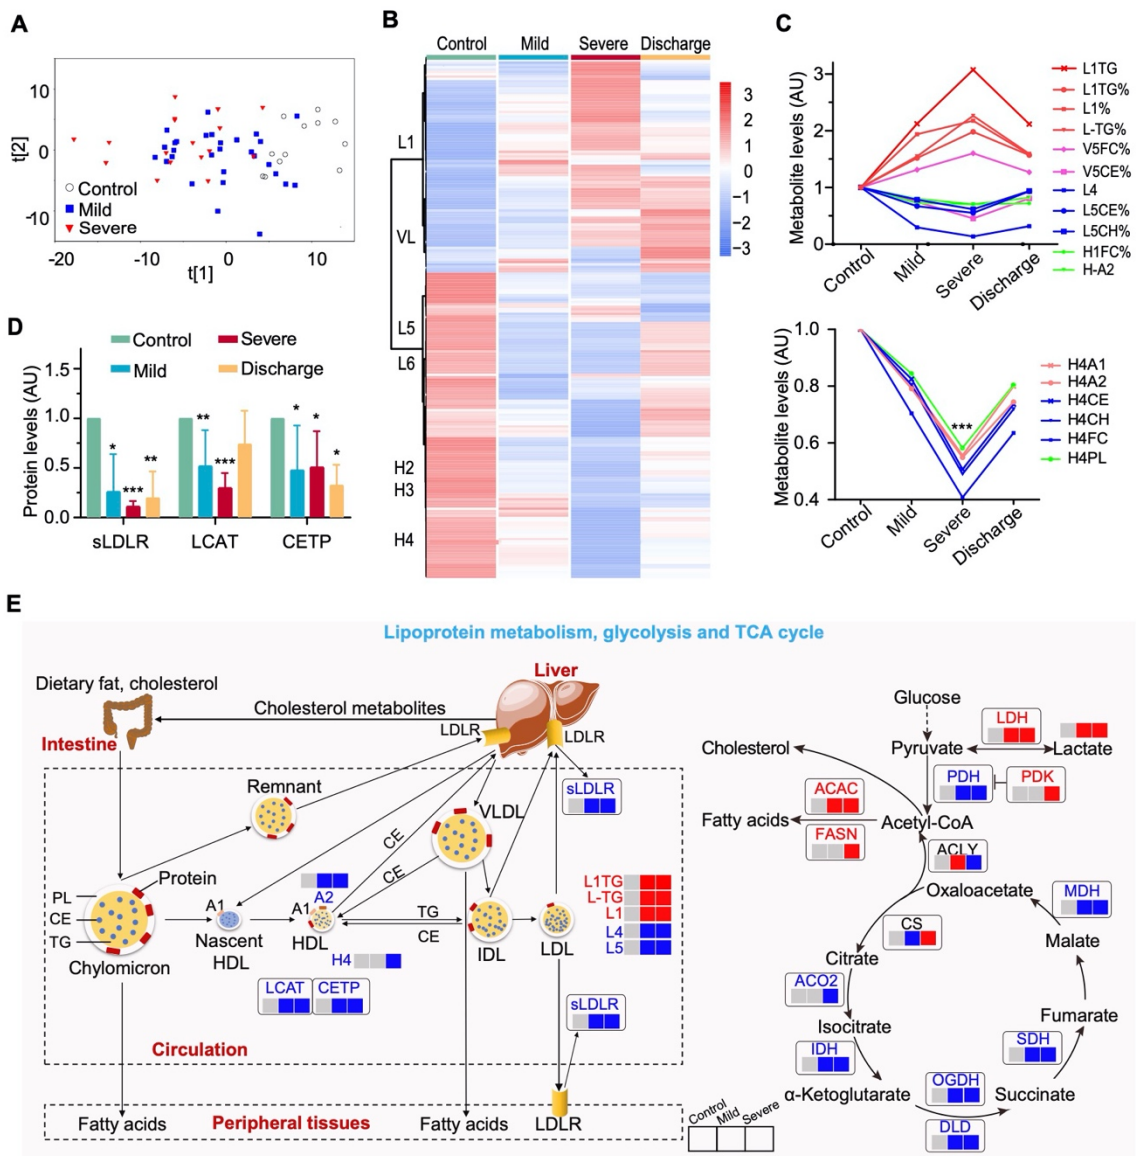 A
10
0
-10
t[2]
Control
Mild
Severe
-20
-10
0
10
t[1]
B
Control
Mild
Severe
Discharge
L1
VL
L5
L6
H2
H3
H4
3
2
1
0
−1
−2
−3
C
Metabolite levels (AU)
3
2
1
0
Control
Mild
Severe
Discharge
L1TG
L1TG%
L1%
L-TG%
V5FC%
V5CE%
L4
L5CE%
L5CH%
H1FC%
H-A2
Metabolite levels (AU)
1.0
0.8
0.6
0.4
***
Control
Mild
Severe
Discharge
H4A1
H4A2
H4CE
H4CH
H4FC
H4PL
D
Control
Severe
Mild
Discharge
Protein levels (AU)
1.5
1.0
0.5
0.0
* *** **
** ***
* * *
sLDLR
LCAT
CETP
E
Lipoprotein metabolism, glycolysis and TCA cycle
Dietary fat, cholesterol
Intestine
Cholesterol metabolites
Liver
LDLR
LDLR
sLDLR
Remnant
VLDL
CE
CE
Protein
PL
CE
TG
Chylomicron
A1
Nascent
HDL
A2
A1
HDL
H4
LCAT
CETP
TG
CE
IDL
LDL
L1TG
L-TG
L1
L4
L5
sLDLR
Circulation
Fatty acids
Peripheral tissues
Fatty acids
LDLR
Control
Mild
Severe
Glucose
LDH
Pyruvate
Lactate
Cholesterol
PDH
PDK
ACAC
Fatty acids
Acetyl-CoA
FASN
ACLY
Oxaloacetate
MDH
CS
Malate
Citrate
ACO2
Isocitrate
Fumarate
IDH
SDH
α-Ketoglutarate
OGDH
Succinate
DLD